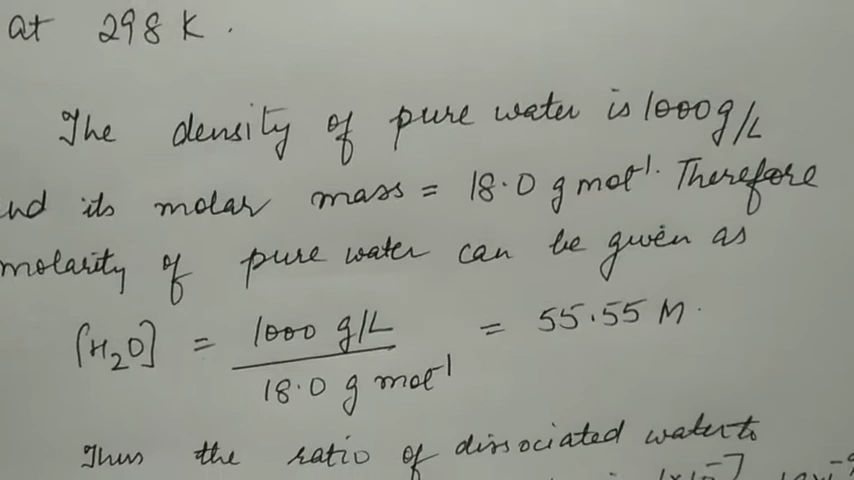 at 298 K.
The density of pure water is 1000 g/L
nd its molar mass = 18.0 g mol⁻¹. Therefore
molarity of pure water can be given as
[H₂O] = 1000 g/L / 18.0 g mol⁻¹ = 55.55 M.
Thus the ratio of dissociated water to